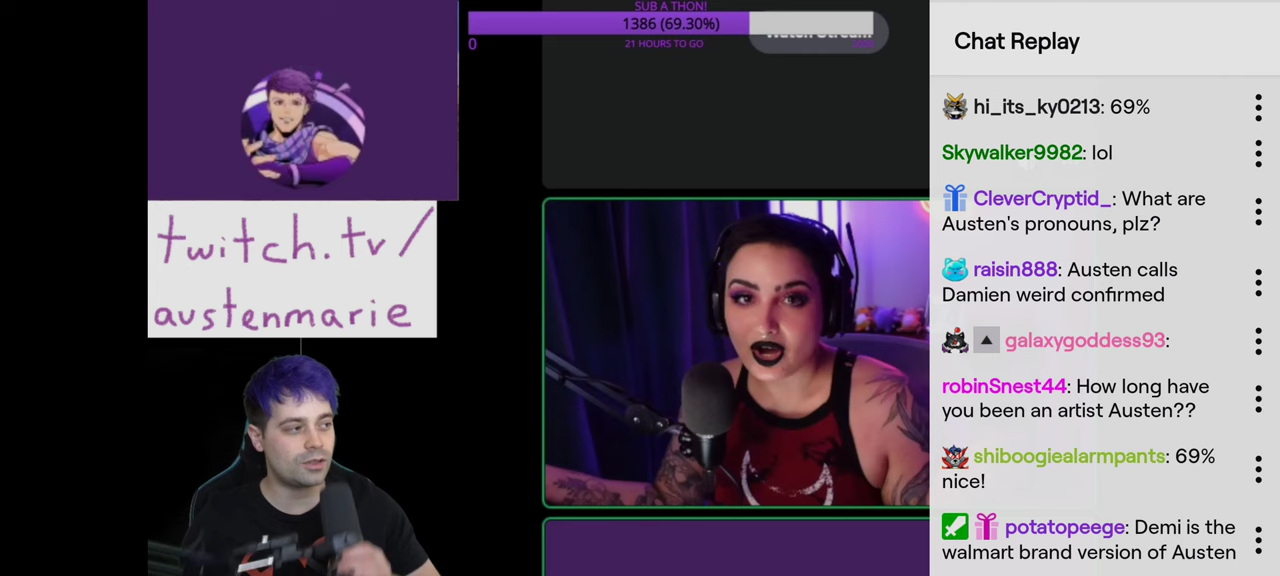 SUB A THON!
1386 (69.30%)
0
21 HOURS TO GO
twitch.tv/
austenmarie
Chat Replay
hi_its_ky0213: 69%
Skywalker9982: lol
CleverCryptid_: What are
Austen's pronouns, plz?
raisin888: Austen calls
Damien weird confirmed
galaxygoddess93:
robinSnest44: How long have
you been an artist Austen??
shiboogiealarmpants: 69%
nice!
potatopeege: Demi is the
walmart brand version of Austen